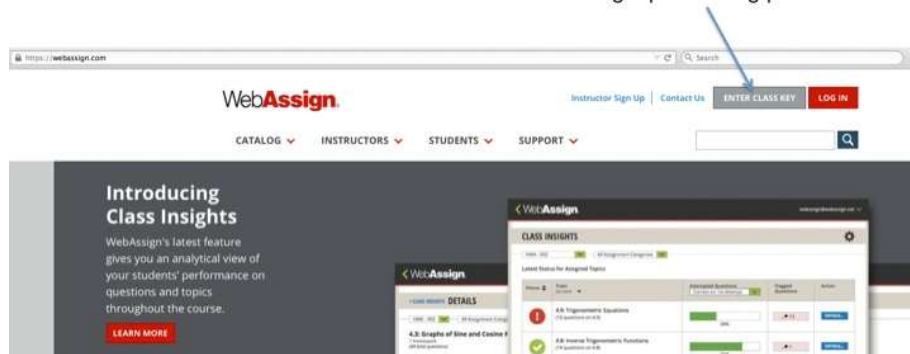 https://webassign.com
Search
WebAssign
Instructor Sign Up | Contact Us
ENTER CLASS KEY
LOG IN
CATALOG
INSTRUCTORS
STUDENTS
SUPPORT
Introducing
Class Insights
WebAssign's latest feature
gives you an analytical view of
your students' performance on
questions and topics
throughout the course.
LEARN MORE
WebAssign
DETAILS
4.3: Graphs of Sine and Cosine
WebAssign
CLASS INSIGHTS
Latest Status for Assigned Topics
4.9: Trigonometric Equations
4.8: Inverse Trigonometric Functions